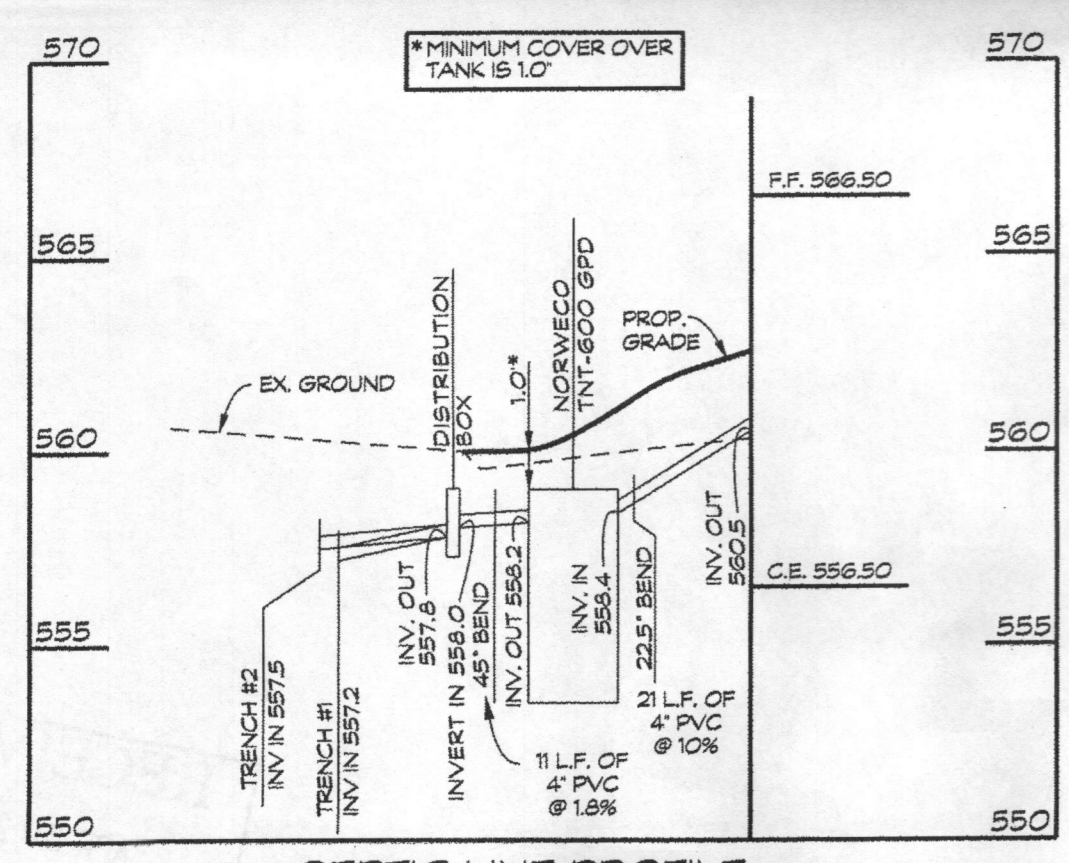 570
* MINIMUM COVER OVER
TANK IS 1.0"
570
F.F. 566.50
565
565
DISTRIBUTION
BOX
1.0'*
NORWECO
TNT-600 GPD
PROP.
GRADE
EX. GROUND
560
560
INV. OUT
557.8
INVERT IN 558.0
45° BEND
INV. OUT 558.2
INV. IN
558.4
22.5° BEND
INV. OUT
560.5
C.E. 556.50
555
555
TRENCH #2
INV IN 557.5
TRENCH #1
INV IN 557.2
21 L.F. OF
4" PVC
@ 10%
11 L.F. OF
4" PVC
@ 1.8%
550
550